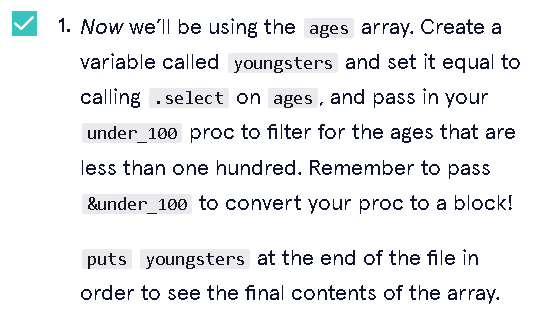 1. Now we'll be using the ages array. Create a
variable called youngsters and set it equal to
calling .select on ages, and pass in your
under_100 proc to filter for the ages that are
less than one hundred. Remember to pass
&under_100 to convert your proc to a block!
puts youngsters at the end of the file in
order to see the final contents of the array.